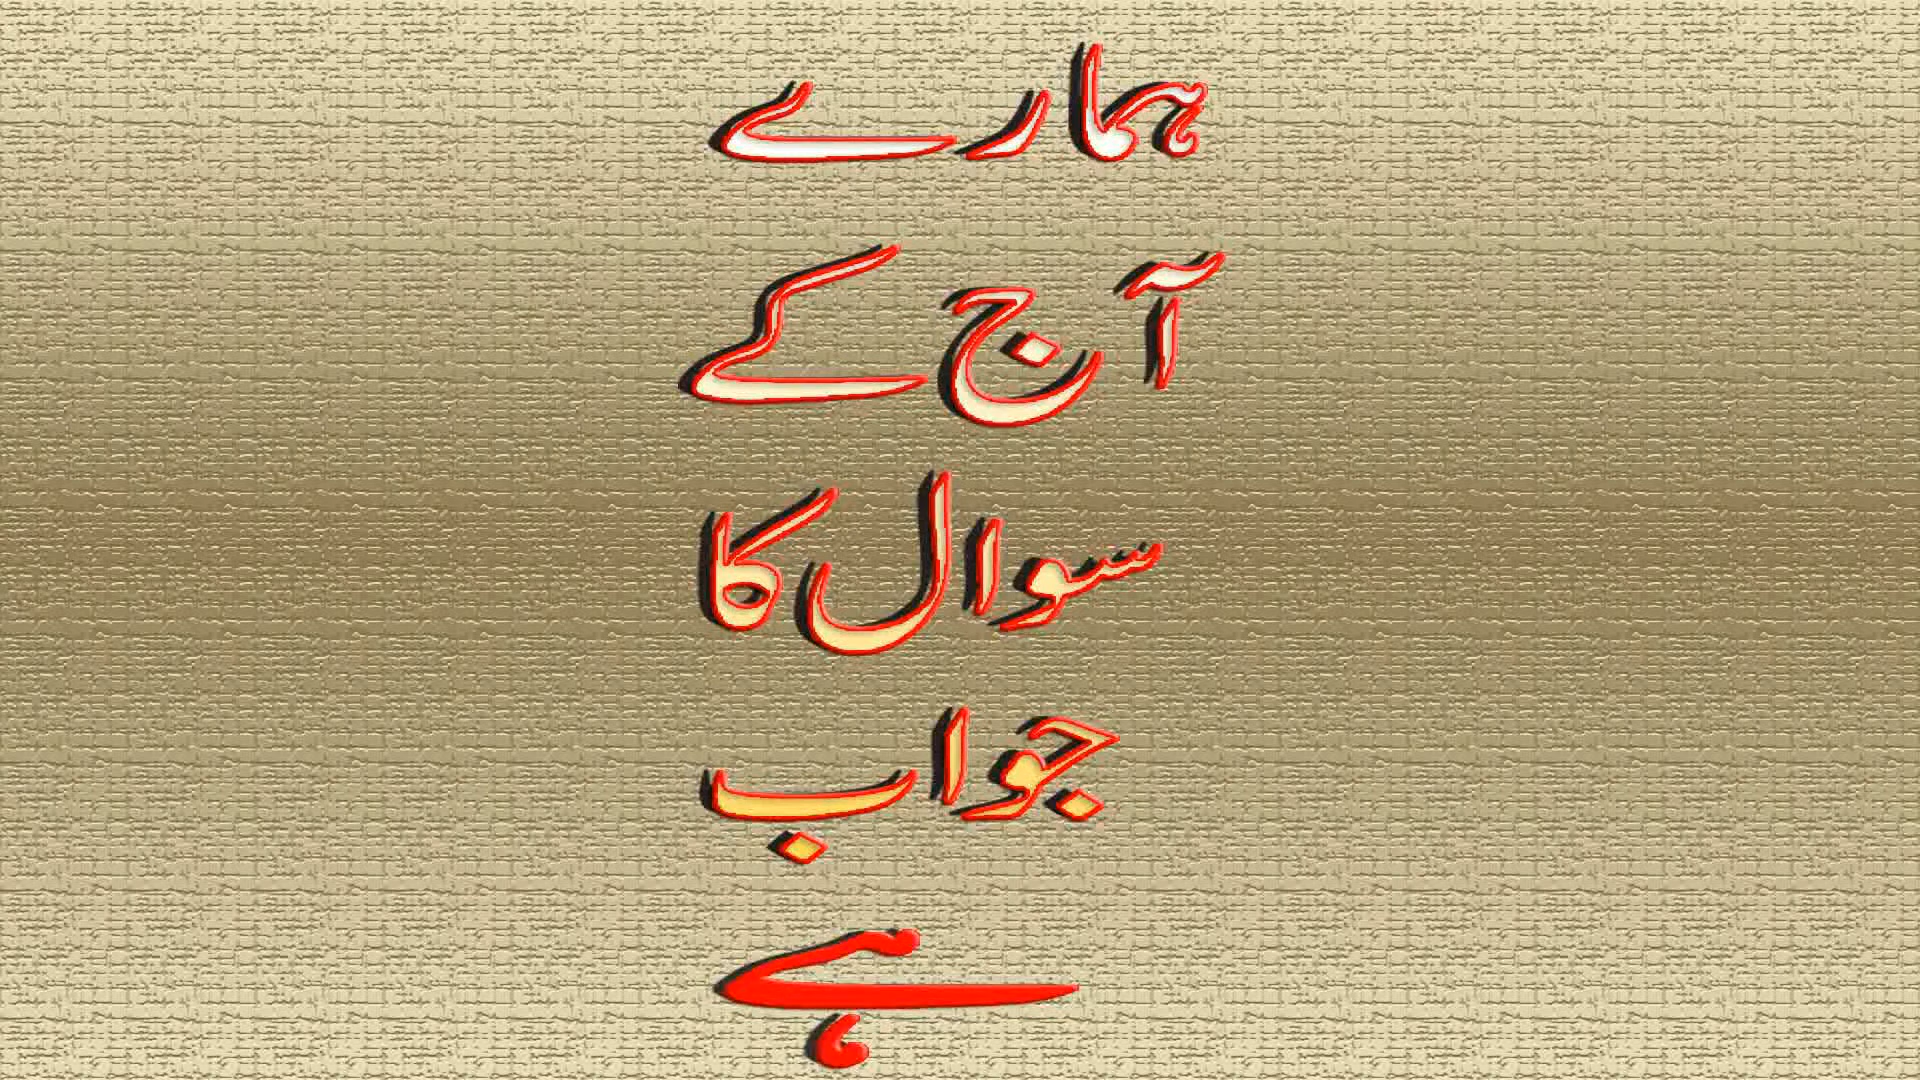 ہمارے
آج کے
سوال کا
جواب
ہے